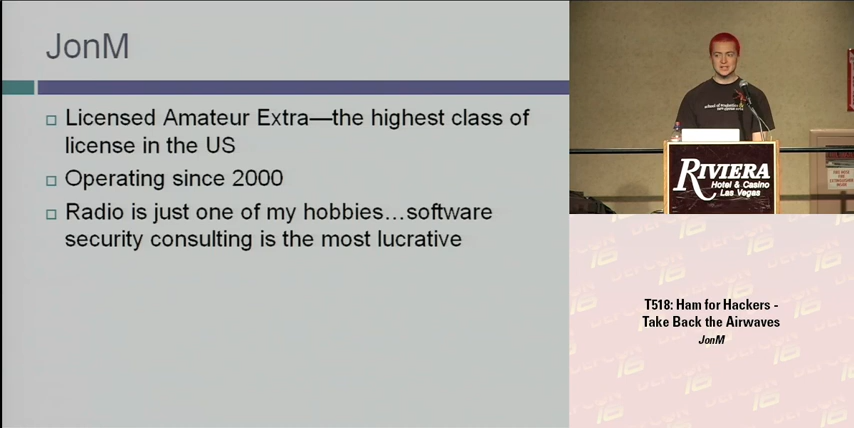 JonM
Licensed Amateur Extra—the highest class of
license in the US
Operating since 2000
Radio is just one of my hobbies…software
security consulting is the most lucrative
RIVIERA
Hotel & Casino
Las Vegas
DEFCON 16
T518: Ham for Hackers -
Take Back the Airwaves
JonM